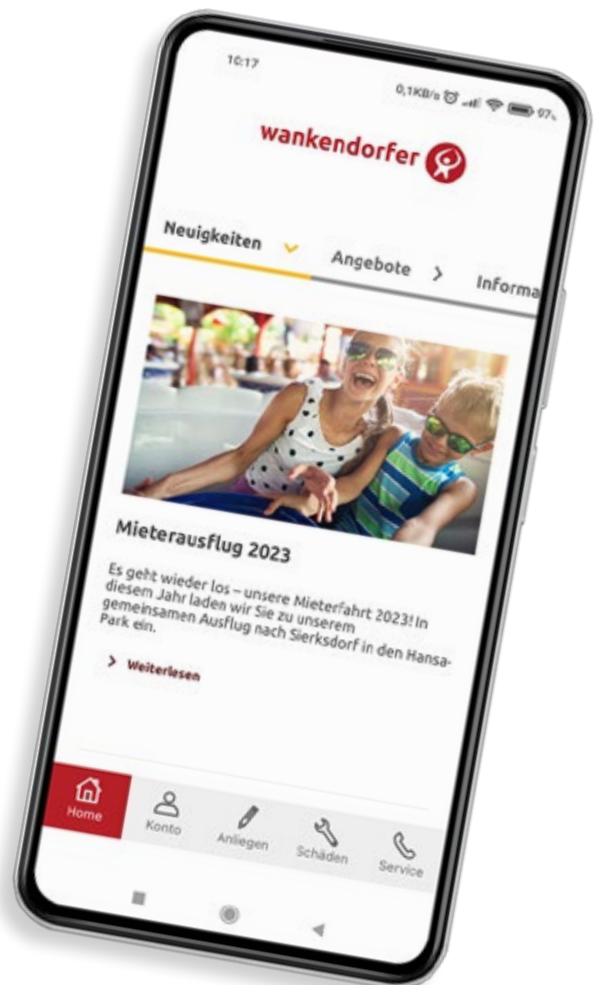 10:17
0,1KB/s 97%
wankendorfer
Neuigkeiten Angebote Informa
Mieterausflug 2023
Es geht wieder los – unsere Mieterfahrt 2023! In
diesem Jahr laden wir Sie zu unserem
gemeinsamen Ausflug nach Sierksdorf in den Hansa-
Park ein.
Weiterlesen
Home Konto Anliegen Schäden Service